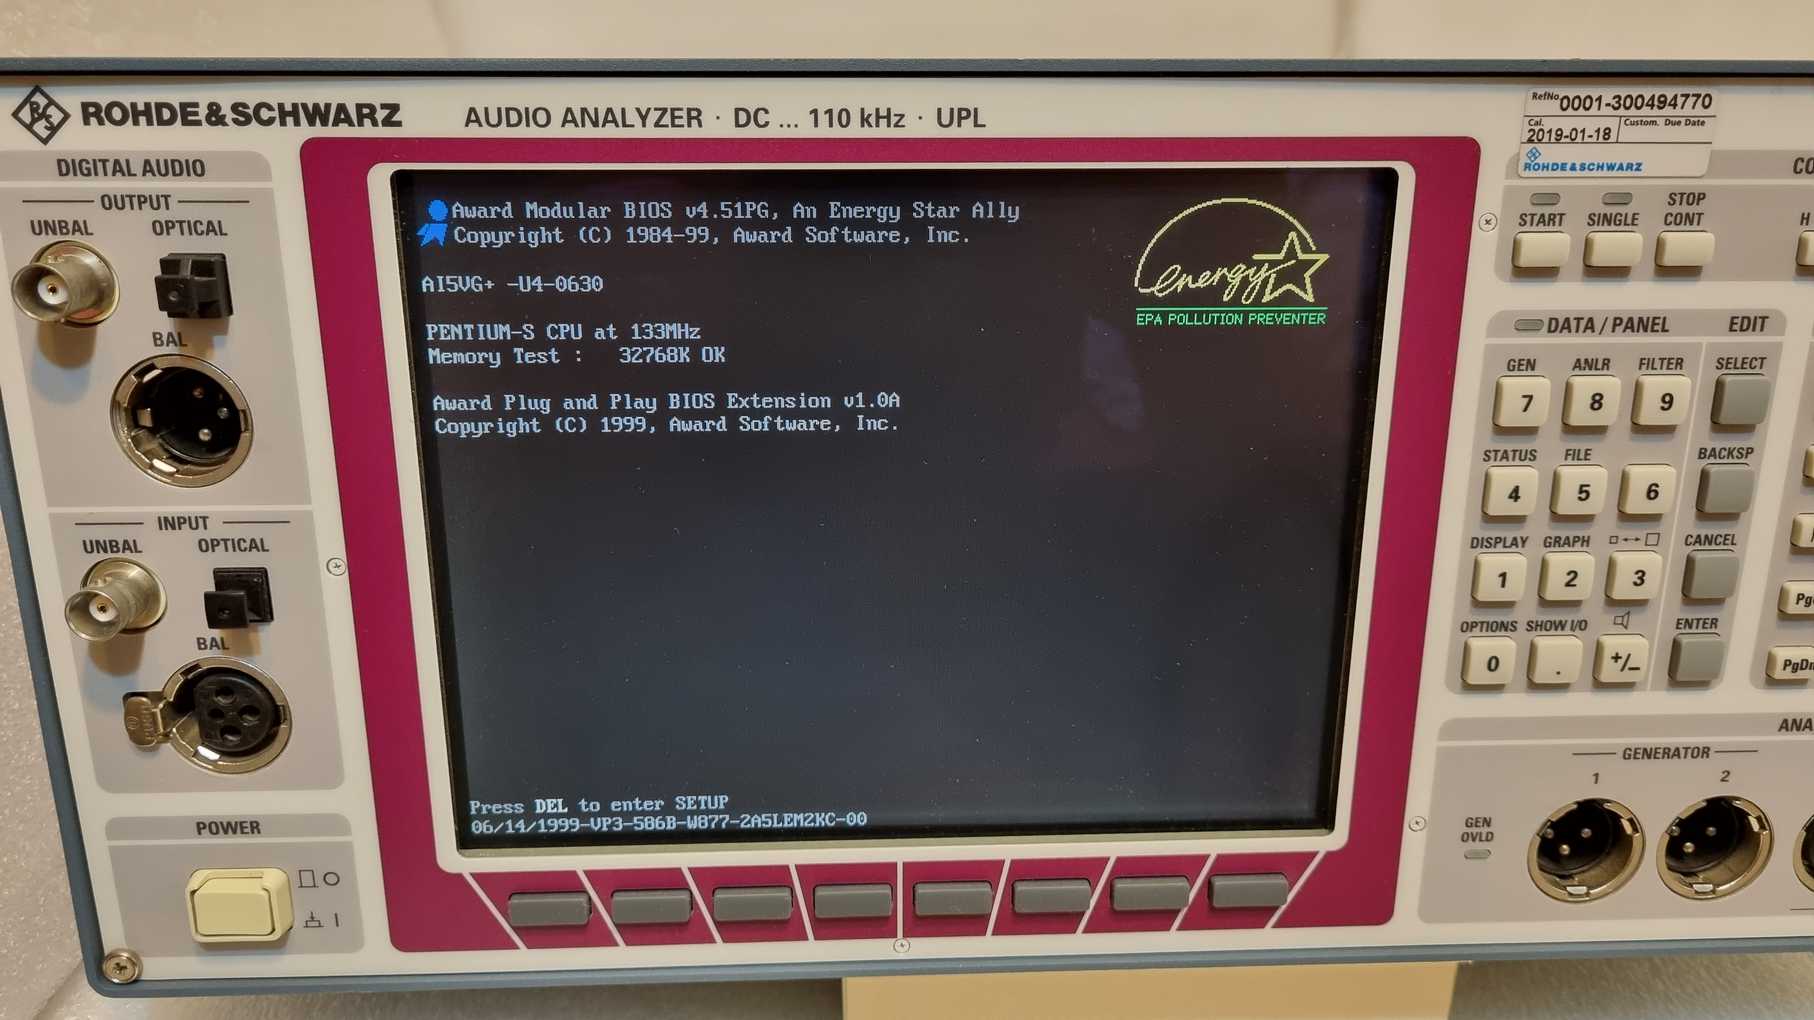 ROHDE&SCHWARZ
AUDIO ANALYZER · DC ... 110 kHz · UPL
RefNo 0001-300494770
Cal. Custom. Due Date
2019-01-18
ROHDE&SCHWARZ
DIGITAL AUDIO
OUTPUT
UNBAL OPTICAL
BAL
INPUT
UNBAL OPTICAL
BAL
PUSH
POWER
O
I
Award Modular BIOS v4.51PG, An Energy Star Ally
Copyright (C) 1984-99, Award Software, Inc.
AI5VG+ -U4-0630
PENTIUM-S CPU at 133MHz
Memory Test : 32768K OK
Award Plug and Play BIOS Extension v1.0A
Copyright (C) 1999, Award Software, Inc.
energy
EPA POLLUTION PREVENTER
Press DEL to enter SETUP
06/14/1999-VP3-586B-W877-2A5LEM2KC-00
START SINGLE STOP CONT
DATA / PANEL EDIT
GEN ANLR FILTER SELECT
7 8 9
STATUS FILE BACKSP
4 5 6
DISPLAY GRAPH CANCEL
1 2 3
OPTIONS SHOW I/O ENTER
0 . +/_
PgDn
GENERATOR
1 2
GEN
OVLD